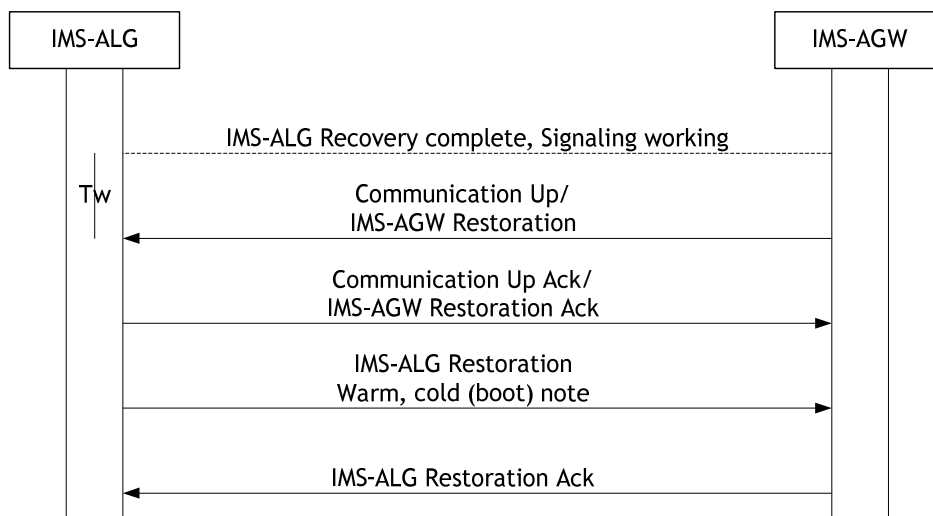 IMS-ALG
IMS-AGW
IMS-ALG Recovery complete, Signaling working
Tw
Communication Up/
IMS-AGW Restoration
Communication Up Ack/
IMS-AGW Restoration Ack
IMS-ALG Restoration
Warm, cold (boot) note
IMS-ALG Restoration Ack